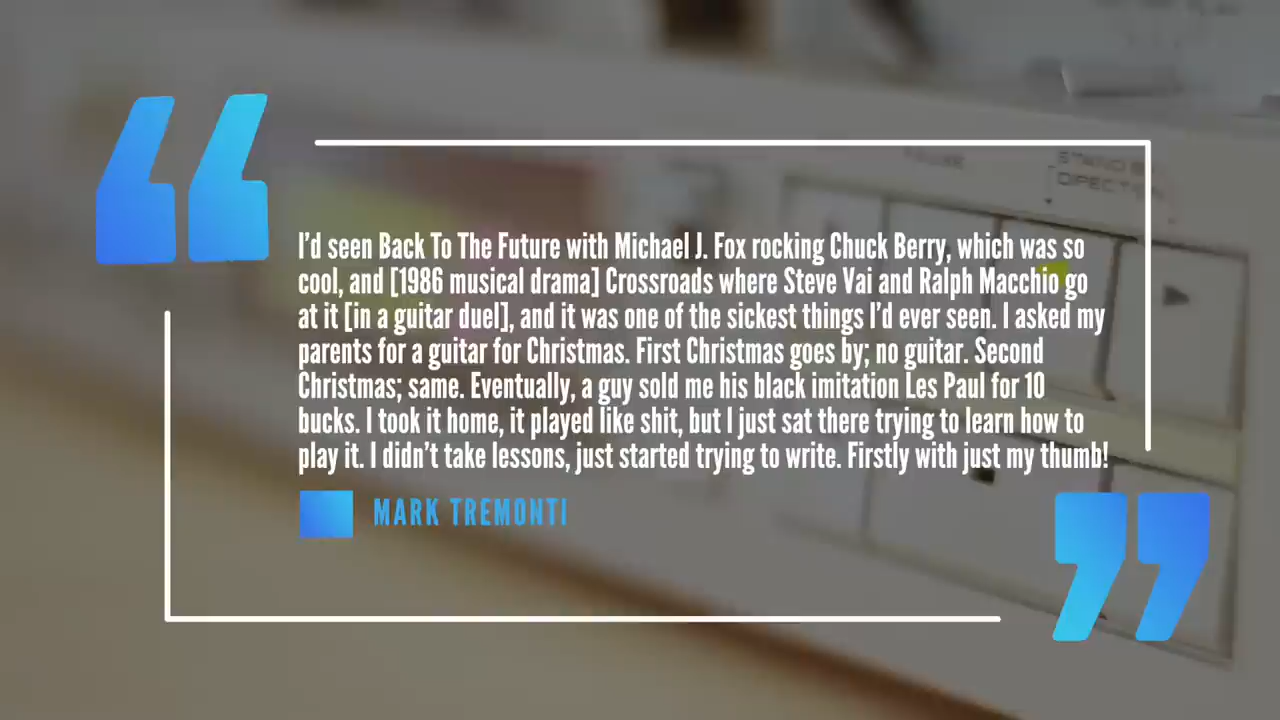 STAND B
DIRECT
I’d seen Back To The Future with Michael J. Fox rocking Chuck Berry, which was so
cool, and [1986 musical drama] Crossroads where Steve Vai and Ralph Macchio go
at it [in a guitar duel], and it was one of the sickest things I’d ever seen. I asked my
parents for a guitar for Christmas. First Christmas goes by; no guitar. Second
Christmas; same. Eventually, a guy sold me his black imitation Les Paul for 10
bucks. I took it home, it played like shit, but I just sat there trying to learn how to
play it. I didn’t take lessons, just started trying to write. Firstly with just my thumb!
MARK TREMONTI